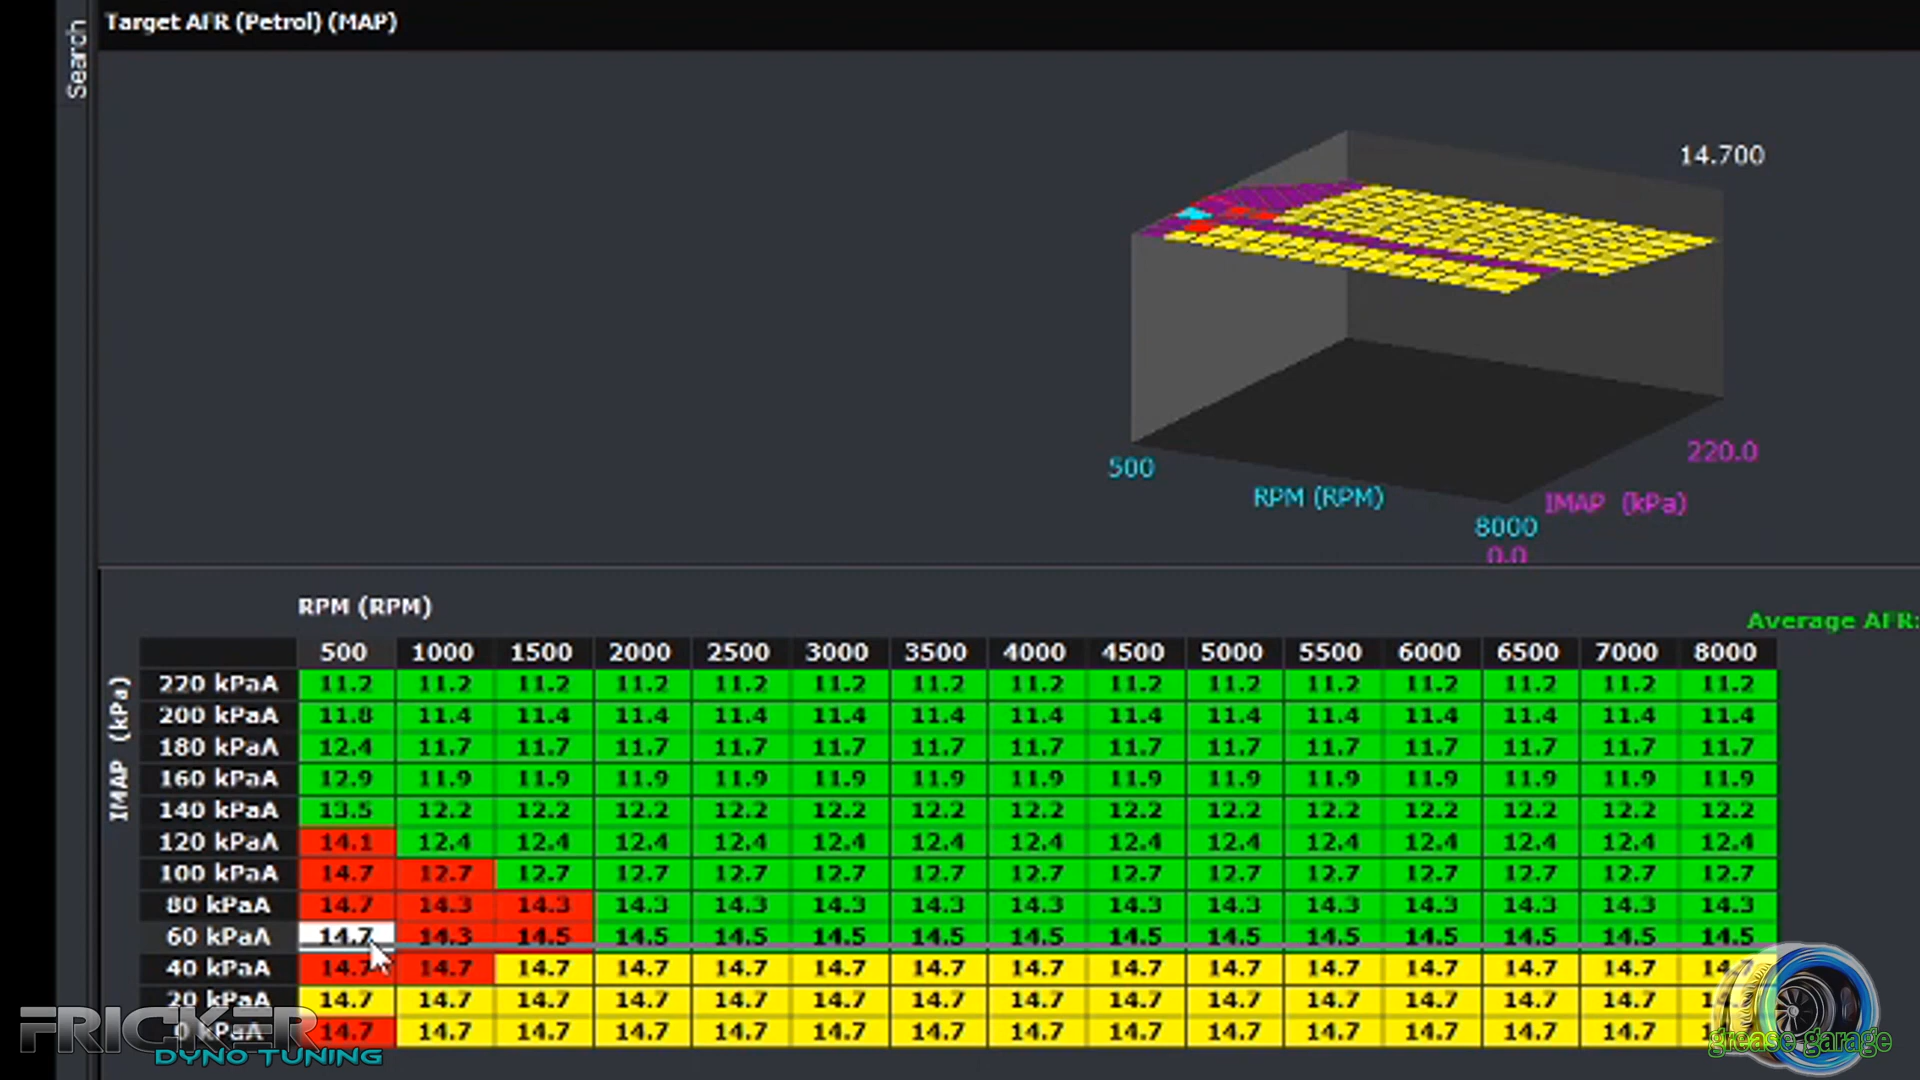 Target AFR (Petrol) (MAP)
Search
14.700
500
RPM (RPM)
8000
IMAP (kPa)
220.0
0.0
RPM (RPM)
Average AFR:
IMAP (kPa)
500 1000 1500 2000 2500 3000 3500 4000 4500 5000 5500 6000 6500 7000 8000
220 kPaA 11.2 11.2 11.2 11.2 11.2 11.2 11.2 11.2 11.2 11.2 11.2 11.2 11.2 11.2 11.2
200 kPaA 11.8 11.4 11.4 11.4 11.4 11.4 11.4 11.4 11.4 11.4 11.4 11.4 11.4 11.4 11.4
180 kPaA 12.4 11.7 11.7 11.7 11.7 11.7 11.7 11.7 11.7 11.7 11.7 11.7 11.7 11.7 11.7
160 kPaA 12.9 11.9 11.9 11.9 11.9 11.9 11.9 11.9 11.9 11.9 11.9 11.9 11.9 11.9 11.9
140 kPaA 13.5 12.2 12.2 12.2 12.2 12.2 12.2 12.2 12.2 12.2 12.2 12.2 12.2 12.2 12.2
120 kPaA 14.1 12.4 12.4 12.4 12.4 12.4 12.4 12.4 12.4 12.4 12.4 12.4 12.4 12.4 12.4
100 kPaA 14.7 12.7 12.7 12.7 12.7 12.7 12.7 12.7 12.7 12.7 12.7 12.7 12.7 12.7 12.7
80 kPaA 14.7 14.3 14.3 14.3 14.3 14.3 14.3 14.3 14.3 14.3 14.3 14.3 14.3 14.3 14.3
60 kPaA 14.7 14.3 14.5 14.5 14.5 14.5 14.5 14.5 14.5 14.5 14.5 14.5 14.5 14.5 14.5
40 kPaA 14.7 14.7 14.7 14.7 14.7 14.7 14.7 14.7 14.7 14.7 14.7 14.7 14.7 14.7
20 kPaA 14.7 14.7 14.7 14.7 14.7 14.7 14.7 14.7 14.7 14.7 14.7 14.7 14.7 14.7
0 kPaA 14.7 14.7 14.7 14.7 14.7 14.7 14.7 14.7 14.7 14.7 14.7 14.7 14.7 14.7
FRICKER
DYNO TUNING
grease garage